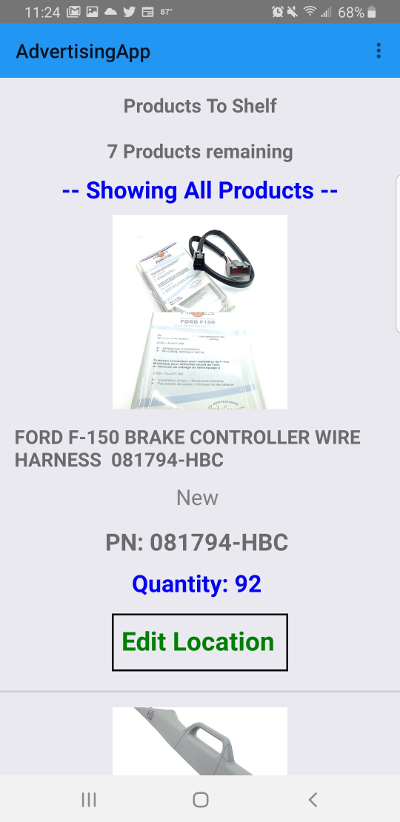 11:24 87° 68%
AdvertisingApp
Products To Shelf
7 Products remaining
-- Showing All Products --
FORD F150
FORD F-150 BRAKE CONTROLLER WIRE
HARNESS 081794-HBC
New
PN: 081794-HBC
Quantity: 92
Edit Location